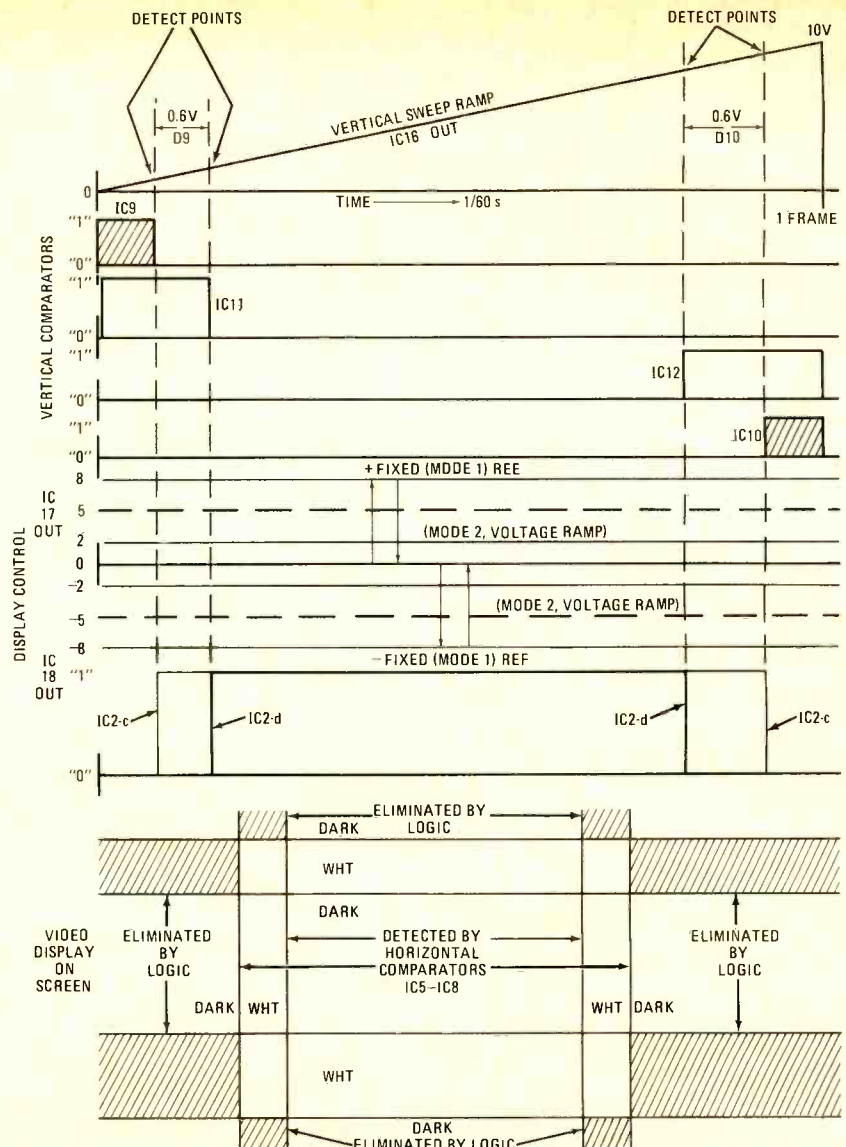 DETECT POINTS
DETECT POINTS
10V
0.6V
D9
VERTICAL SWEEP RAMP
IC16 OUT
0.6V
D10
0
TIME 1/60 s
1 FRAME
VERTICAL COMPARATORS
IC9
"1"
"0"
"1"
IC11
"0"
"1"
IC12
"0"
"1"
IC10
"0"
DISPLAY CONTROL
IC
17
OUT
8
+FIXED (MODE 1) REE
5
2
(MODE 2, VOLTAGE RAMP)
0
-2
(MODE 2, VOLTAGE RAMP)
-5
-8
-FIXED (MODE 1) REF
IC
18
OUT
"1"
IC2-c
IC2-d
IC2-d
IC2-c
"0"
ELIMINATED BY
LOGIC
DARK
WHT
DARK
VIDEO
DISPLAY
ON
SCREEN
ELIMINATED
BY
LOGIC
DETECTED BY
HORIZONTAL
COMPARATORS
IC5-IC8
ELIMINATED
BY
LOGIC
DARK WHT
WHT DARK
WHT
DARK
ELIMINATED BY LOGIC